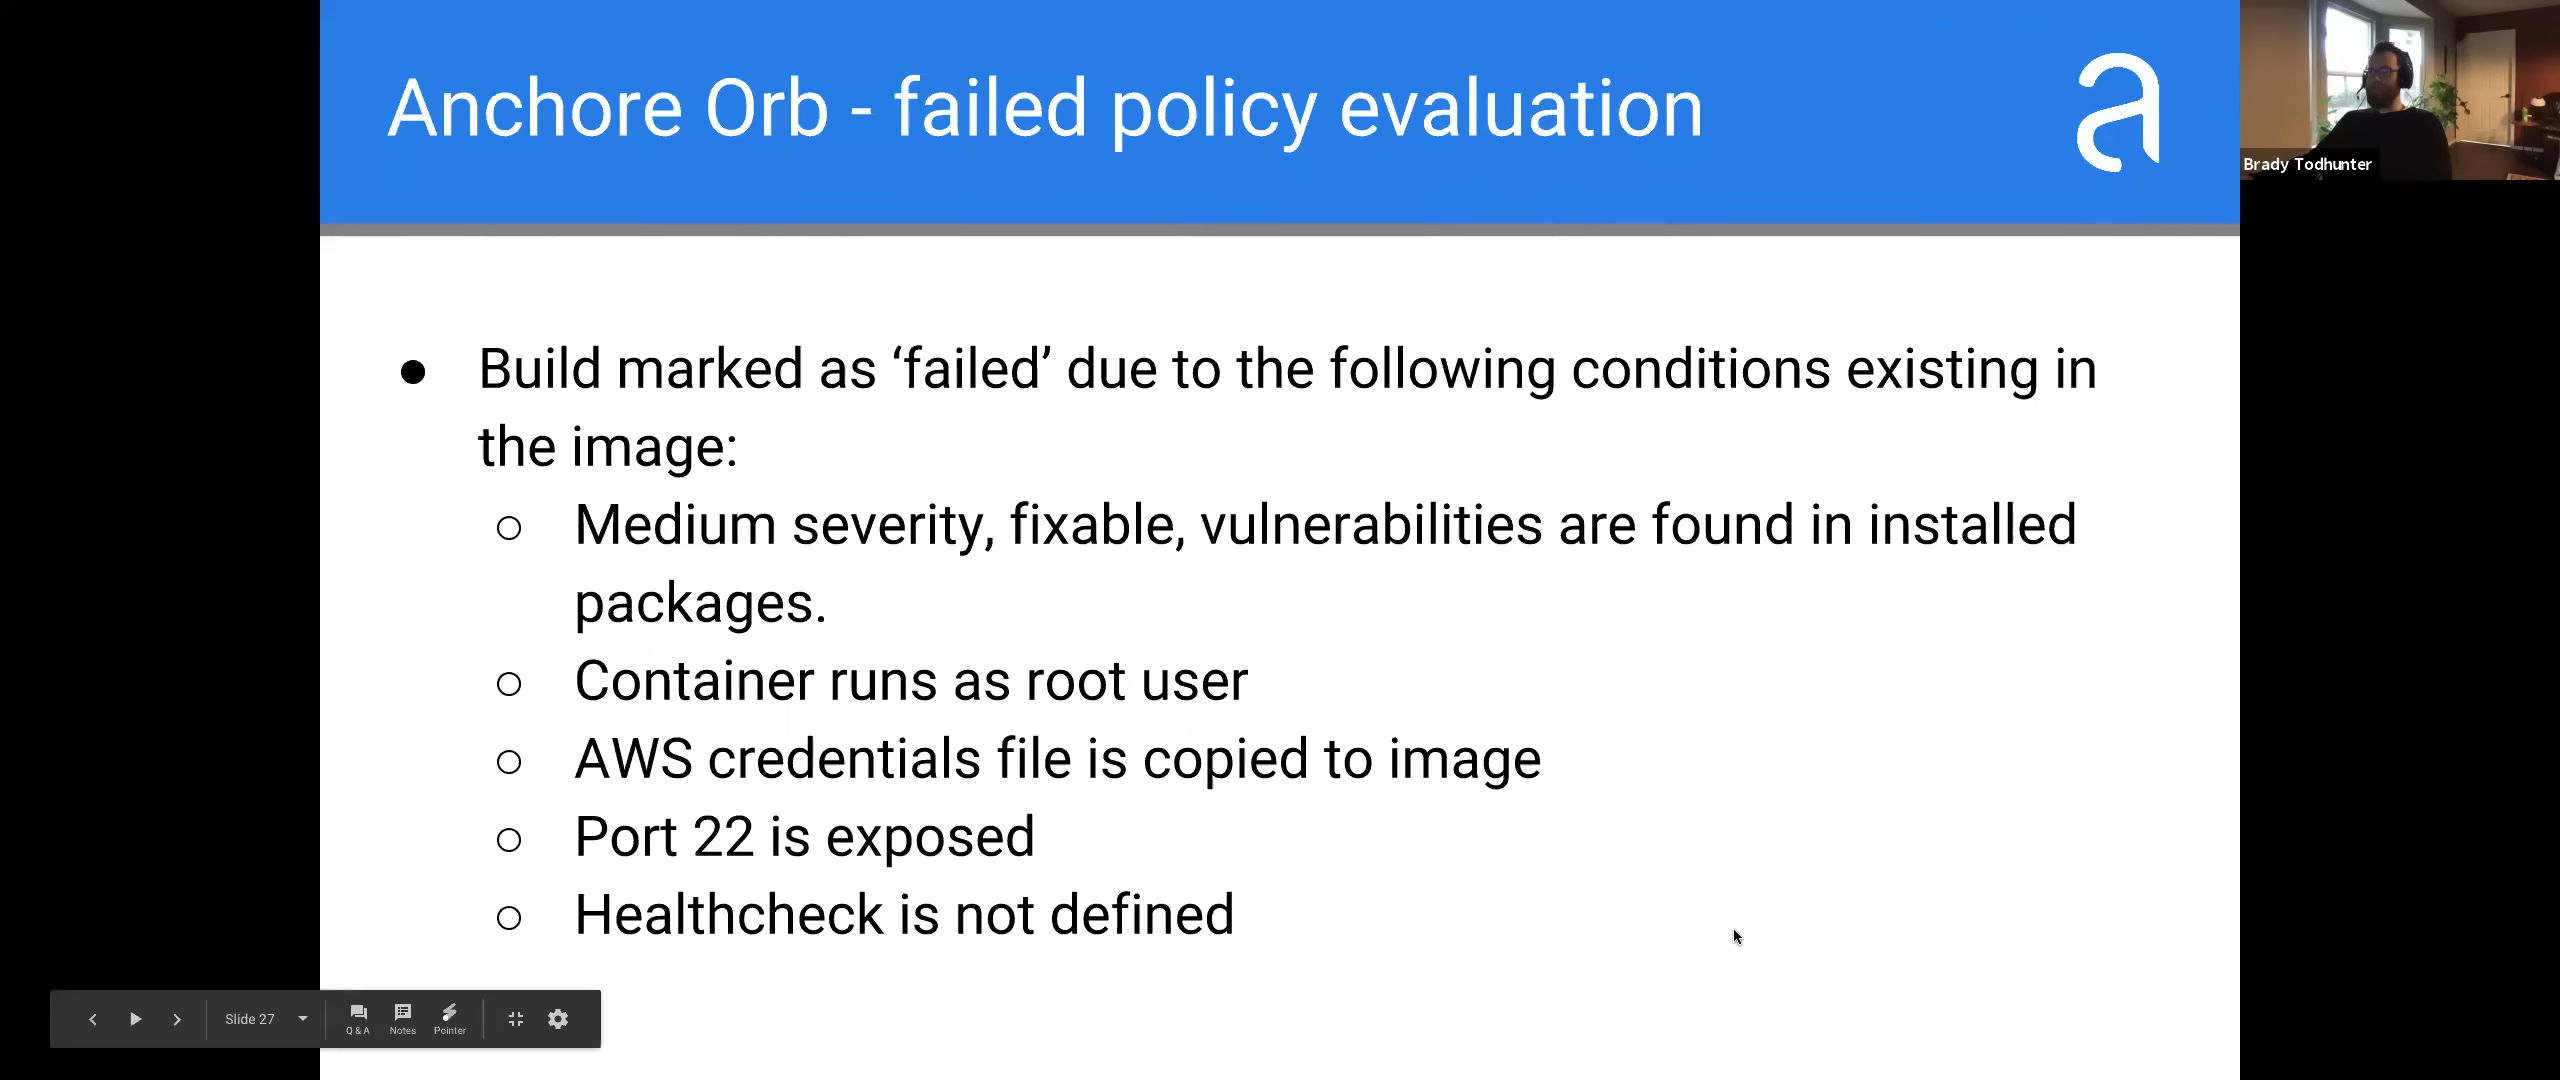 Anchore Orb - failed policy evaluation
Brady Todhunter
● Build marked as ‘failed’ due to the following conditions existing in
the image:
○ Medium severity, fixable, vulnerabilities are found in installed
packages.
○ Container runs as root user
○ AWS credentials file is copied to image
○ Port 22 is exposed
○ Healthcheck is not defined
Slide 27
Q & A
Notes
Pointer